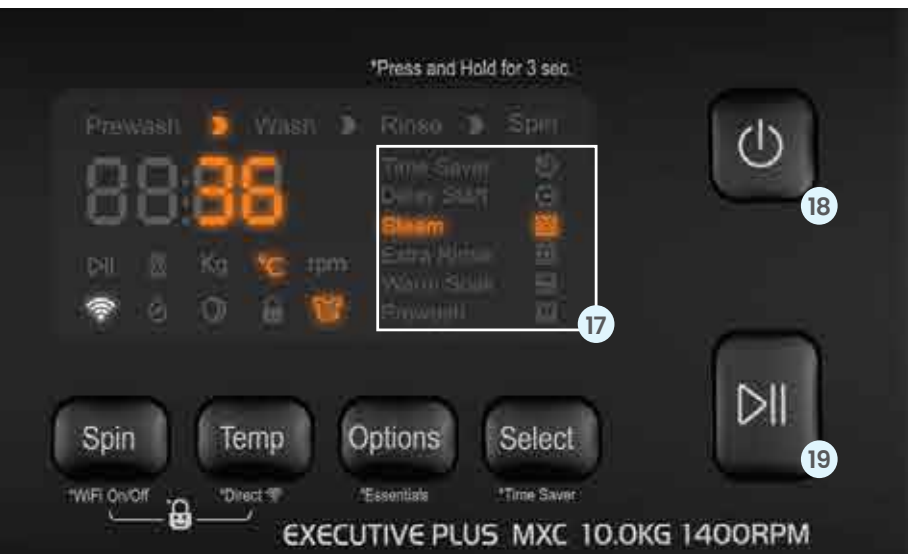 *Press and Hold for 3 sec
Prewash Wash Rinse Spin
Time Saver
88:36
Delay Start
Steam
Extra Rinse
Kg °C rpm
Warm Soak
Prewash
17
18
19
Spin Temp Options Select
*WiFi On/Off *Direct *Essentials *Time Saver
EXECUTIVE PLUS MXC 10.0KG 1400RPM